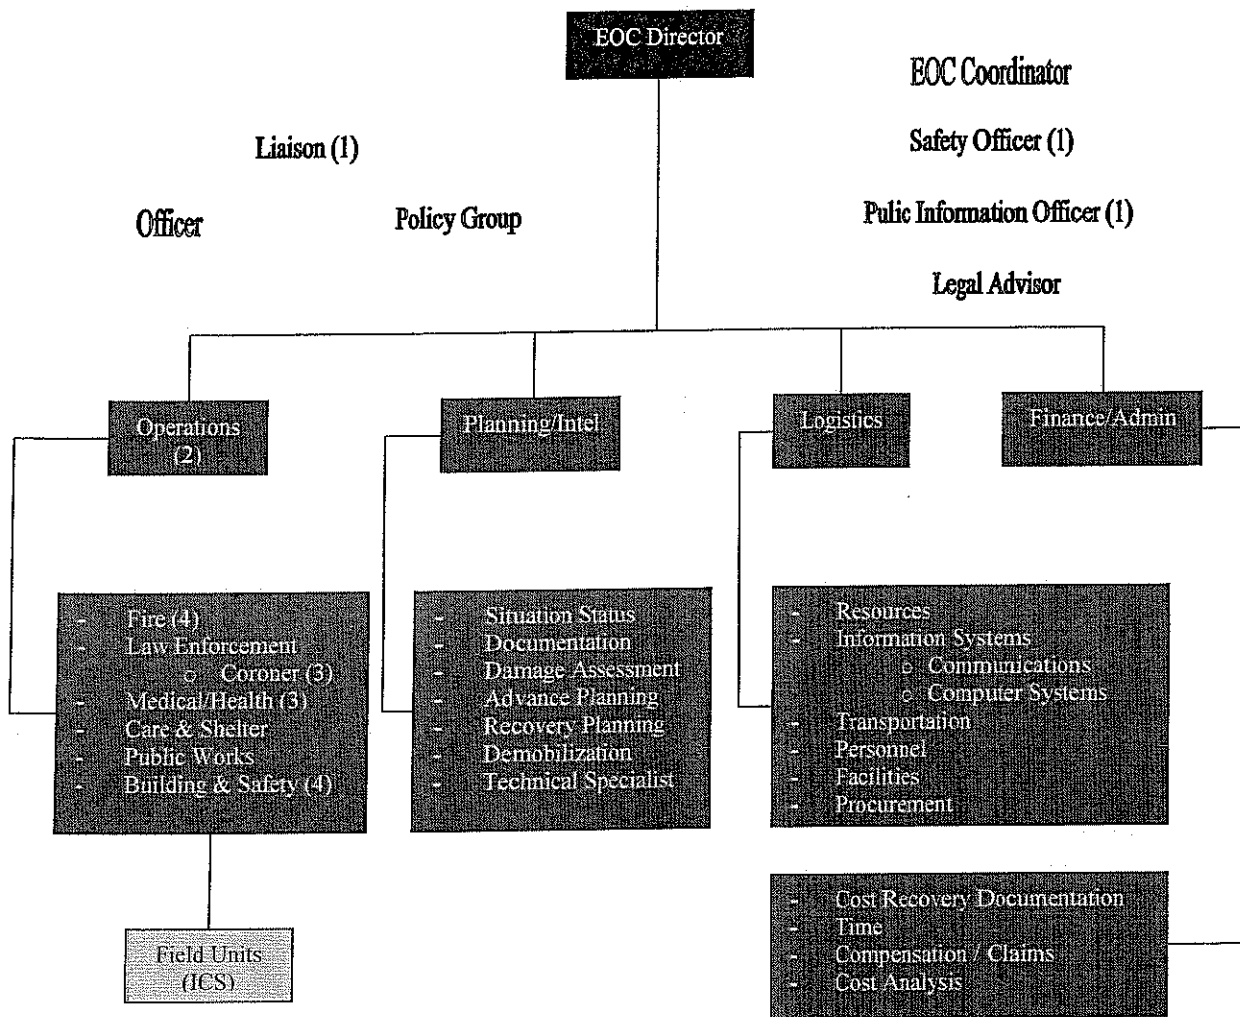 EOC Director
EOC Coordinator
Liaison (1)
Safety Officer (1)
Officer
Policy Group
Pulic Information Officer (1)
Legal Advisor
Operations
(2)
Planning/Intel
Logistics
Finance/Admin
- Fire (4)
- Law Enforcement
o Coroner (3)
- Medical/Health (3)
- Care & Shelter
- Public Works
- Building & Safety (4)
- Situation Status
- Documentation
- Damage Assessment
- Advance Planning
- Recovery Planning
- Demobilization
- Technical Specialist
- Resources
- Information Systems
o Communications
o Computer Systems
- Transportation
- Personnel
- Facilities
- Procurement
- Cost Recovery Documentation
- Time
- Compensation / Claims
- Cost Analysis
Field Units
(ICS)